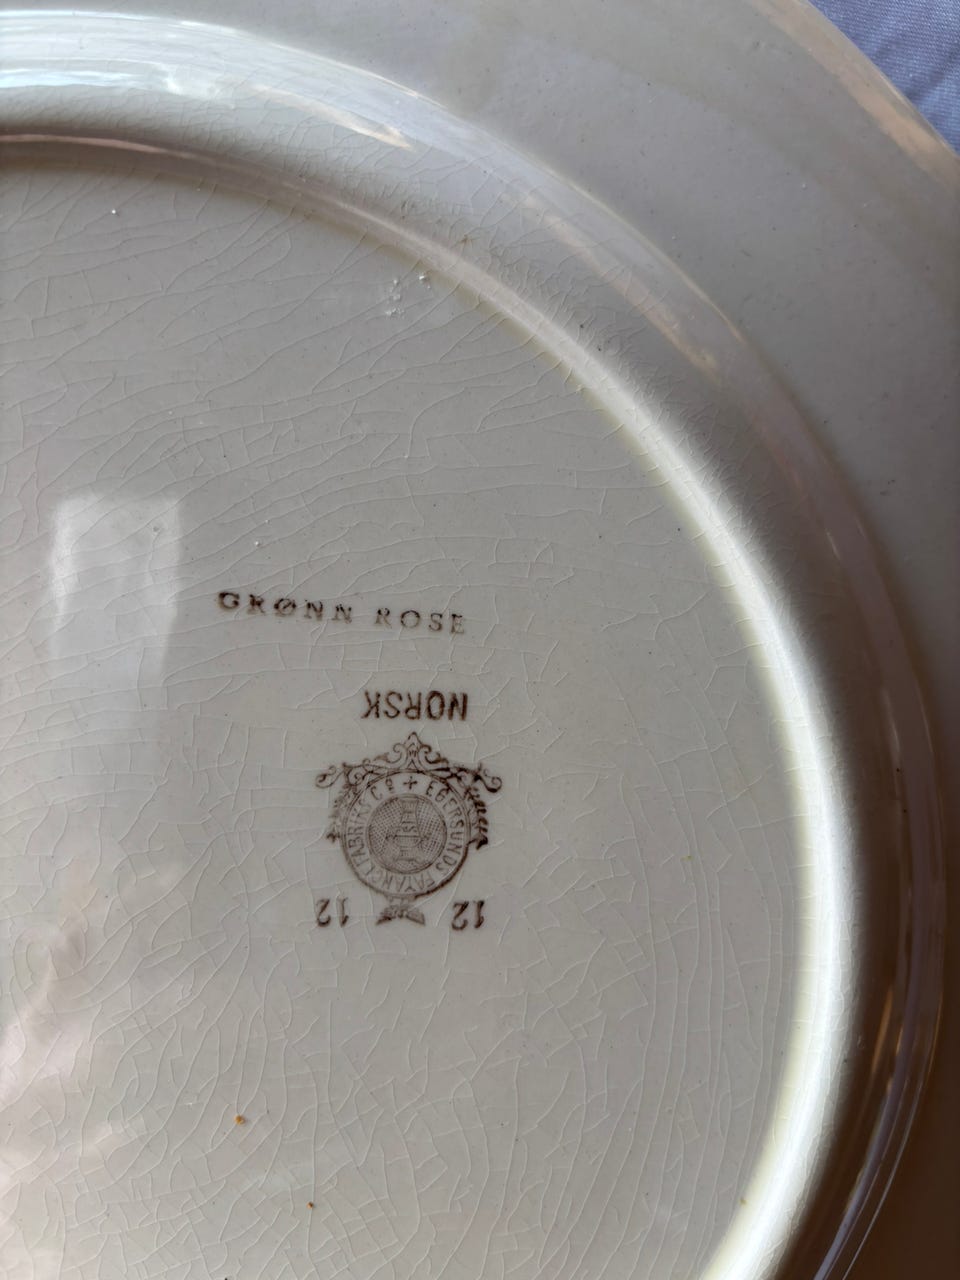 GRØNN ROSE
NORSK
EGERSUNDS FAYANCEFABRIKS Co
12 12